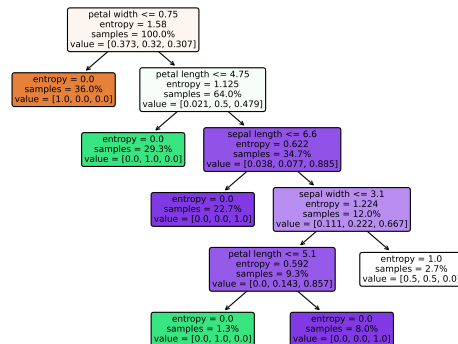 petal width <= 0.75
entropy = 1.58
samples = 100.0%
value = [0.373, 0.32, 0.307]
entropy = 0.0
samples = 36.0%
value = [1.0, 0.0, 0.0]
petal length <= 4.75
entropy = 1.125
samples = 64.0%
value = [0.021, 0.5, 0.479]
entropy = 0.0
samples = 29.3%
value = [0.0, 1.0, 0.0]
sepal length <= 6.6
entropy = 0.622
samples = 34.7%
value = [0.038, 0.077, 0.885]
entropy = 0.0
samples = 22.7%
value = [0.0, 0.0, 1.0]
sepal width <= 3.1
entropy = 1.224
samples = 12.0%
value = [0.111, 0.222, 0.667]
petal length <= 5.1
entropy = 0.592
samples = 9.3%
value = [0.0, 0.143, 0.857]
entropy = 1.0
samples = 2.7%
value = [0.5, 0.5, 0.0
entropy = 0.0
samples = 1.3%
value = [0.0, 1.0, 0.0]
entropy = 0.0
samples = 8.0%
value = [0.0, 0.0, 1.0]